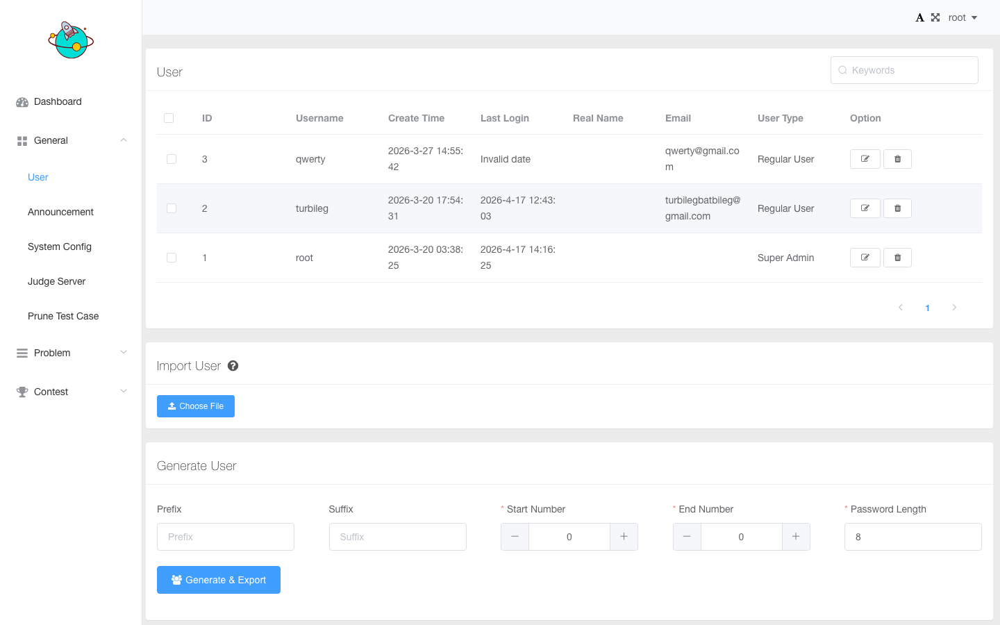 root
Dashboard
General
User
Announcement
System Config
Judge Server
Prune Test Case
Problem
Contest
User
Keywords
ID Username Create Time Last Login Real Name Email User Type Option
3 qwerty 2026-3-27 14:55:42 Invalid date qwerty@gmail.com Regular User
2 turbileg 2026-3-20 17:54:31 2026-4-17 12:43:03 turbilegbatbileg@gmail.com Regular User
1 root 2026-3-20 03:38:25 2026-4-17 14:16:25 Super Admin
1
Import User
Choose File
Generate User
Prefix Suffix * Start Number * End Number * Password Length
Prefix Suffix 0 0 8
Generate & Export